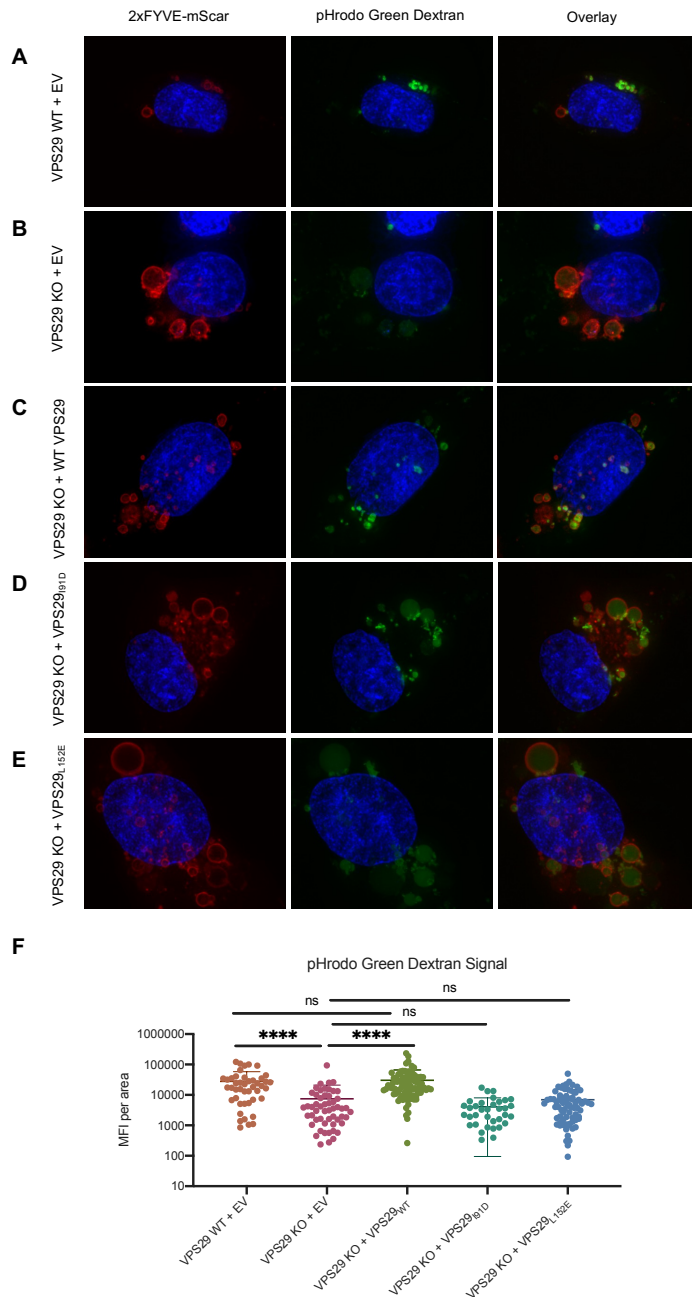 2xFYVE-mScar pHrodo Green Dextran Overlay
A
VPS29 WT + EV
B
VPS29 KO + EV
C
VPS29 KO + WT VPS29
D
VPS29 KO + VPS29I91D
E
VPS29 KO + VPS29L152E
F
pHrodo Green Dextran Signal
ns
ns
ns
**** ****
MFI per area
1000000
100000
10000
1000
100
10
VPS29 WT + EV
VPS29 KO + EV
VPS29 KO + VPS29WT
VPS29 KO + VPS29I91D
VPS29 KO + VPS29L152E